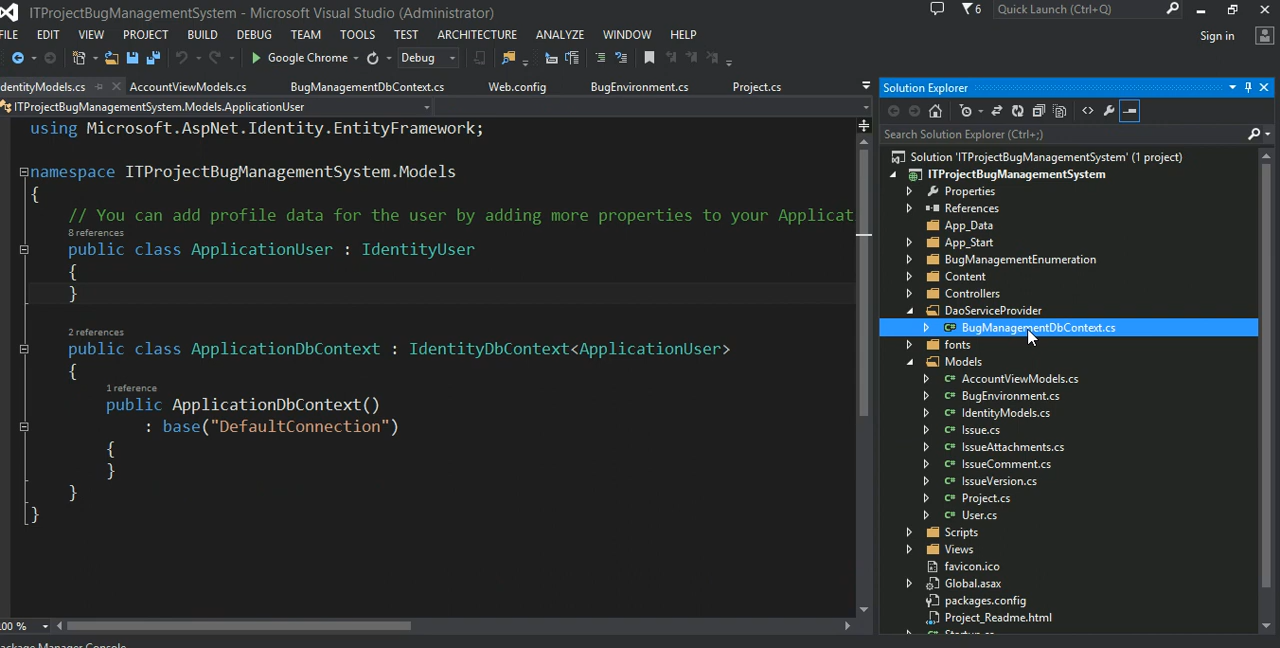 ITProjectBugManagementSystem - Microsoft Visual Studio (Administrator)
6
Quick Launch (Ctrl+Q)
FILE EDIT VIEW PROJECT BUILD DEBUG TEAM TOOLS TEST ARCHITECTURE ANALYZE WINDOW HELP
Sign in
Google Chrome Debug
dentityModels.cs AccountViewModels.cs BugManagementDbContext.cs Web.config BugEnvironment.cs Project.cs
ITProjectBugManagementSystem.Models.ApplicationUser
using Microsoft.AspNet.Identity.EntityFramework;
namespace ITProjectBugManagementSystem.Models
{
// You can add profile data for the user by adding more properties to your Applicat
8 references
public class ApplicationUser : IdentityUser
{
}
2 references
public class ApplicationDbContext : IdentityDbContext<ApplicationUser>
{
1 reference
public ApplicationDbContext()
: base("DefaultConnection")
{
}
}
}
00 %
ackage Manager Console
Solution Explorer
Search Solution Explorer (Ctrl+;)
Solution 'ITProjectBugManagementSystem' (1 project)
ITProjectBugManagementSystem
Properties
References
App_Data
App_Start
BugManagementEnumeration
Content
Controllers
DaoServiceProvider
C# BugManagementDbContext.cs
fonts
Models
C# AccountViewModels.cs
C# BugEnvironment.cs
C# IdentityModels.cs
C# Issue.cs
C# IssueAttachments.cs
C# IssueComment.cs
C# IssueVersion.cs
C# Project.cs
C# User.cs
Scripts
Views
favicon.ico
Global.asax
packages.config
Project_Readme.html
C# Startup.cs